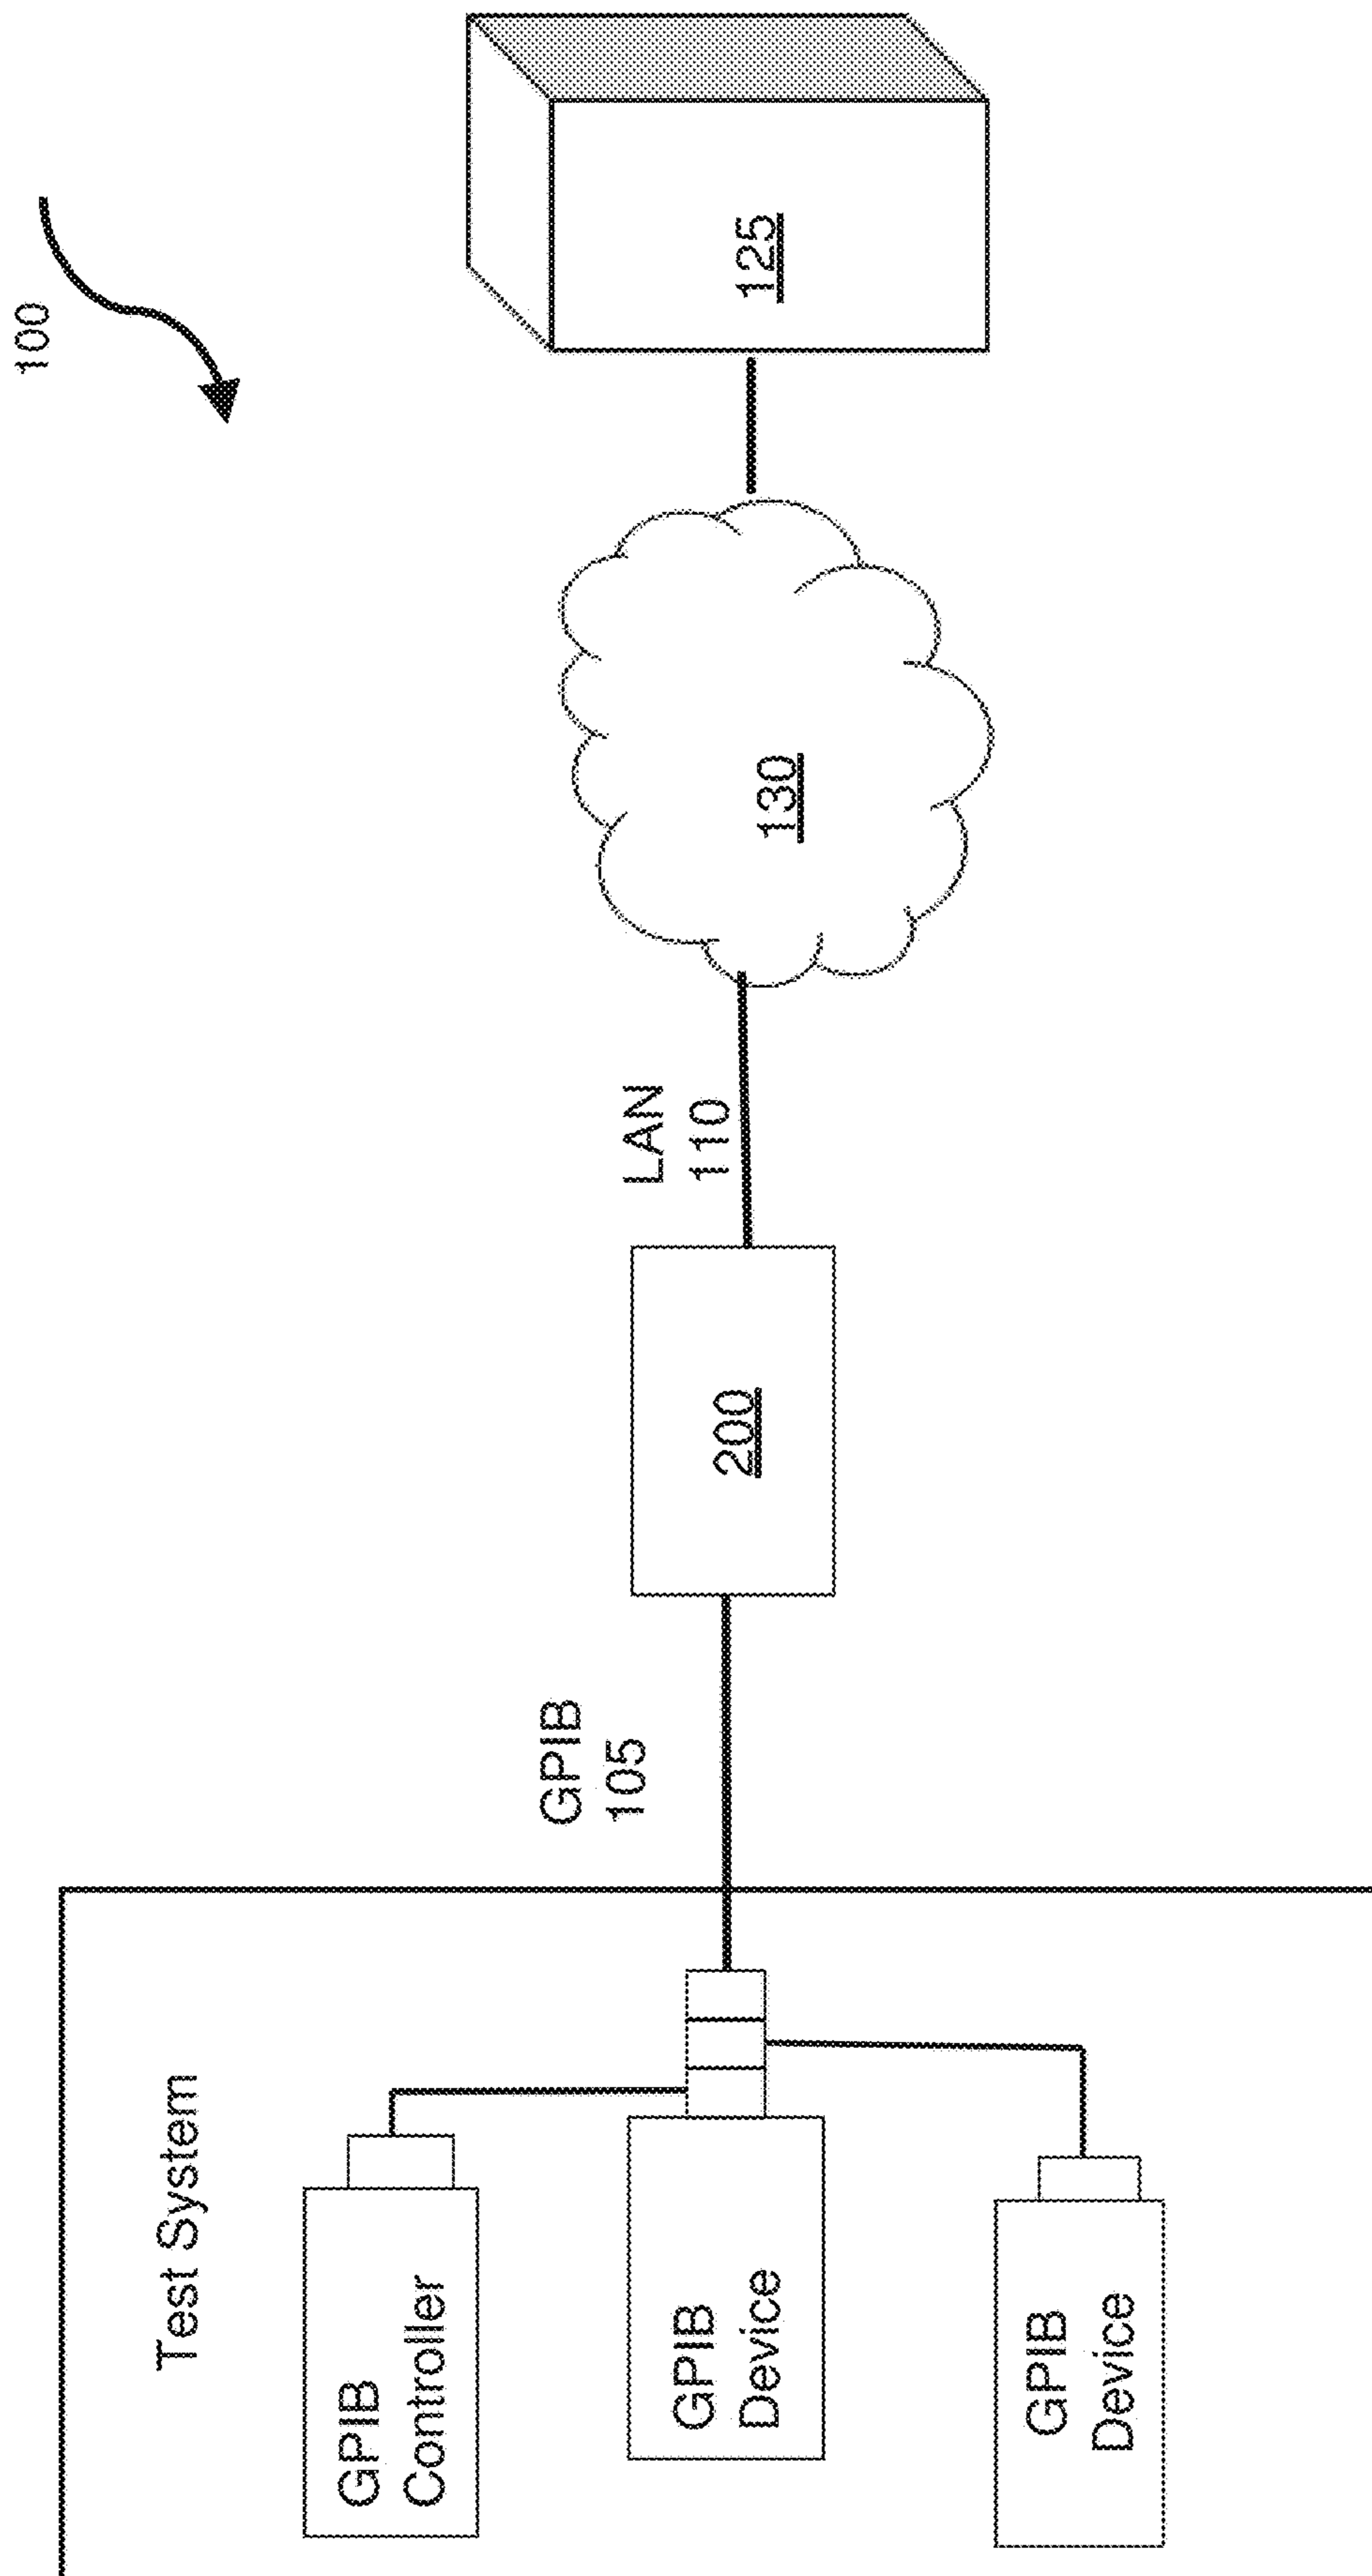 100
Test System
GPIB
Controller
GPIB
Device
GPIB
Device
GPIB
105
200
LAN
110
130
125